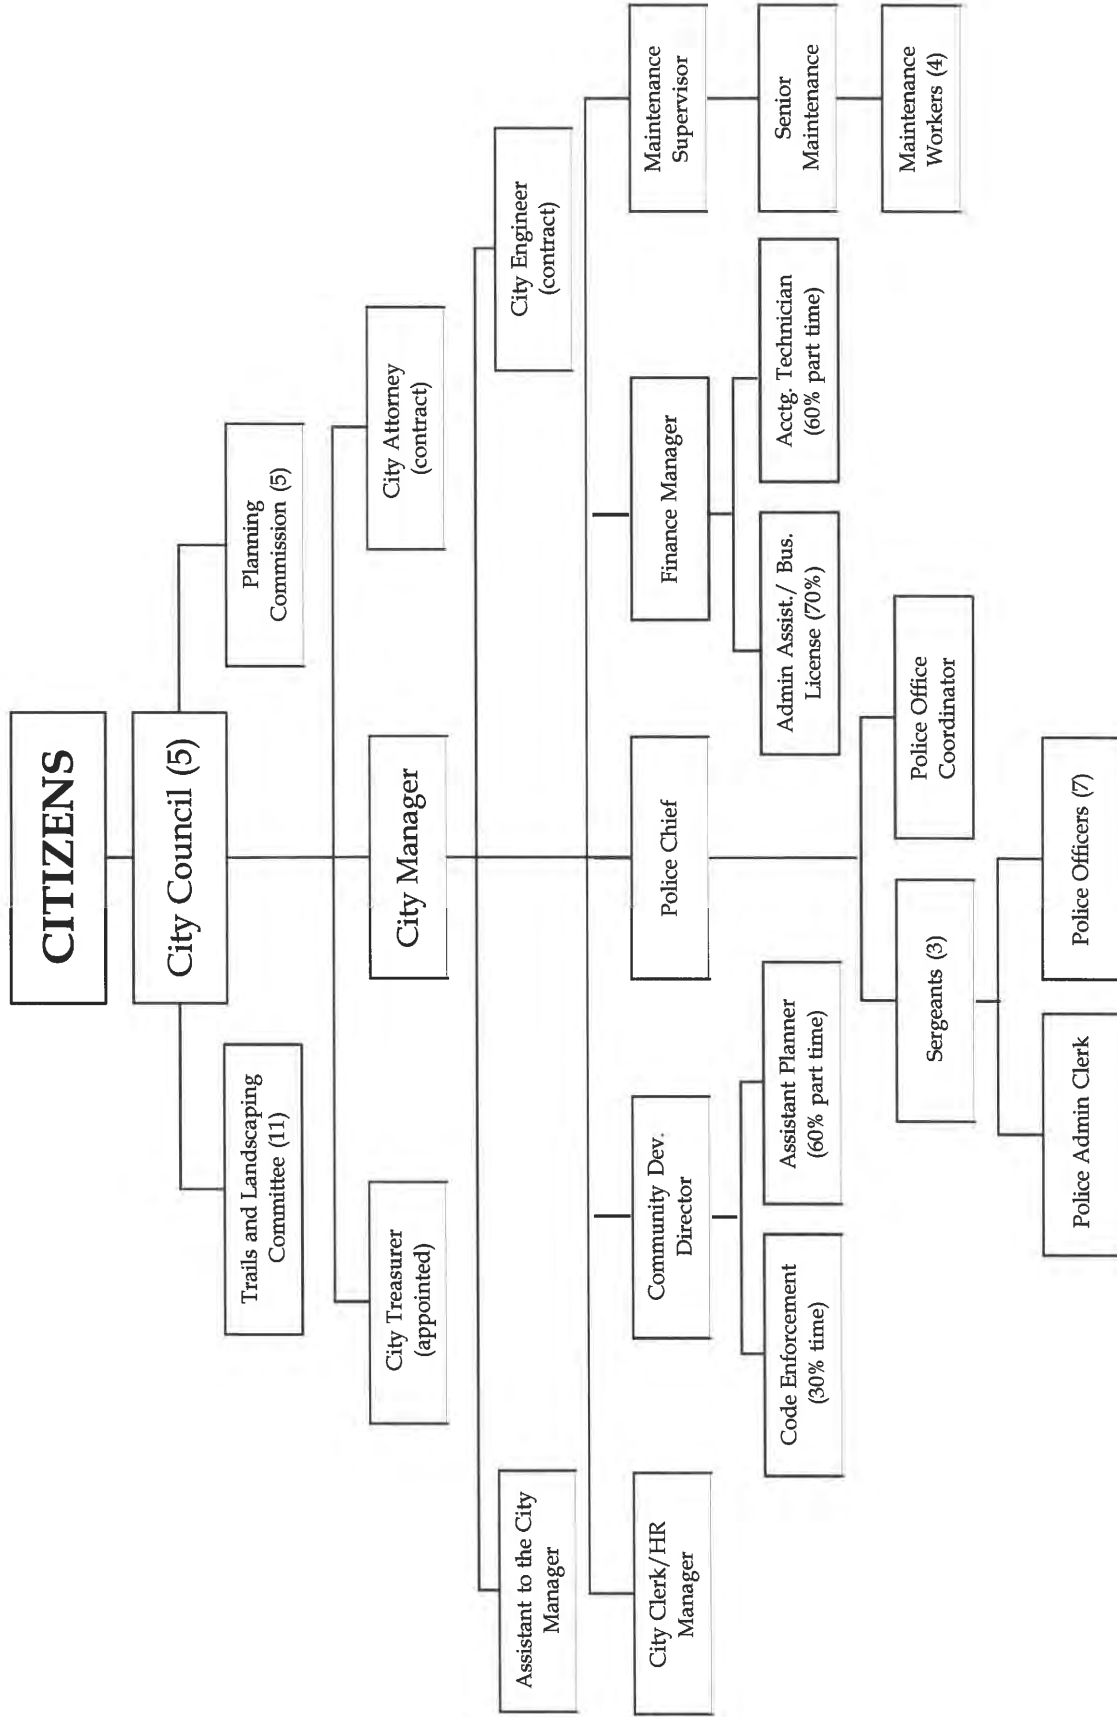 CITIZENS
City Council (5)
Trails and Landscaping
Committee (11)
Planning
Commission (5)
City Treasurer
(appointed)
City Manager
City Attorney
(contract)
Assistant to the City
Manager
City Engineer
(contract)
City Clerk/HR
Manager
Community Dev.
Director
Police Chief
Finance Manager
Maintenance
Supervisor
Code Enforcement
(30% time)
Assistant Planner
(60% part time)
Admin Assist./ Bus.
License (70%)
Acctg. Technician
(60% part time)
Senior
Maintenance
Sergeants (3)
Police Office
Coordinator
Maintenance
Workers (4)
Police Admin Clerk
Police Officers (7)